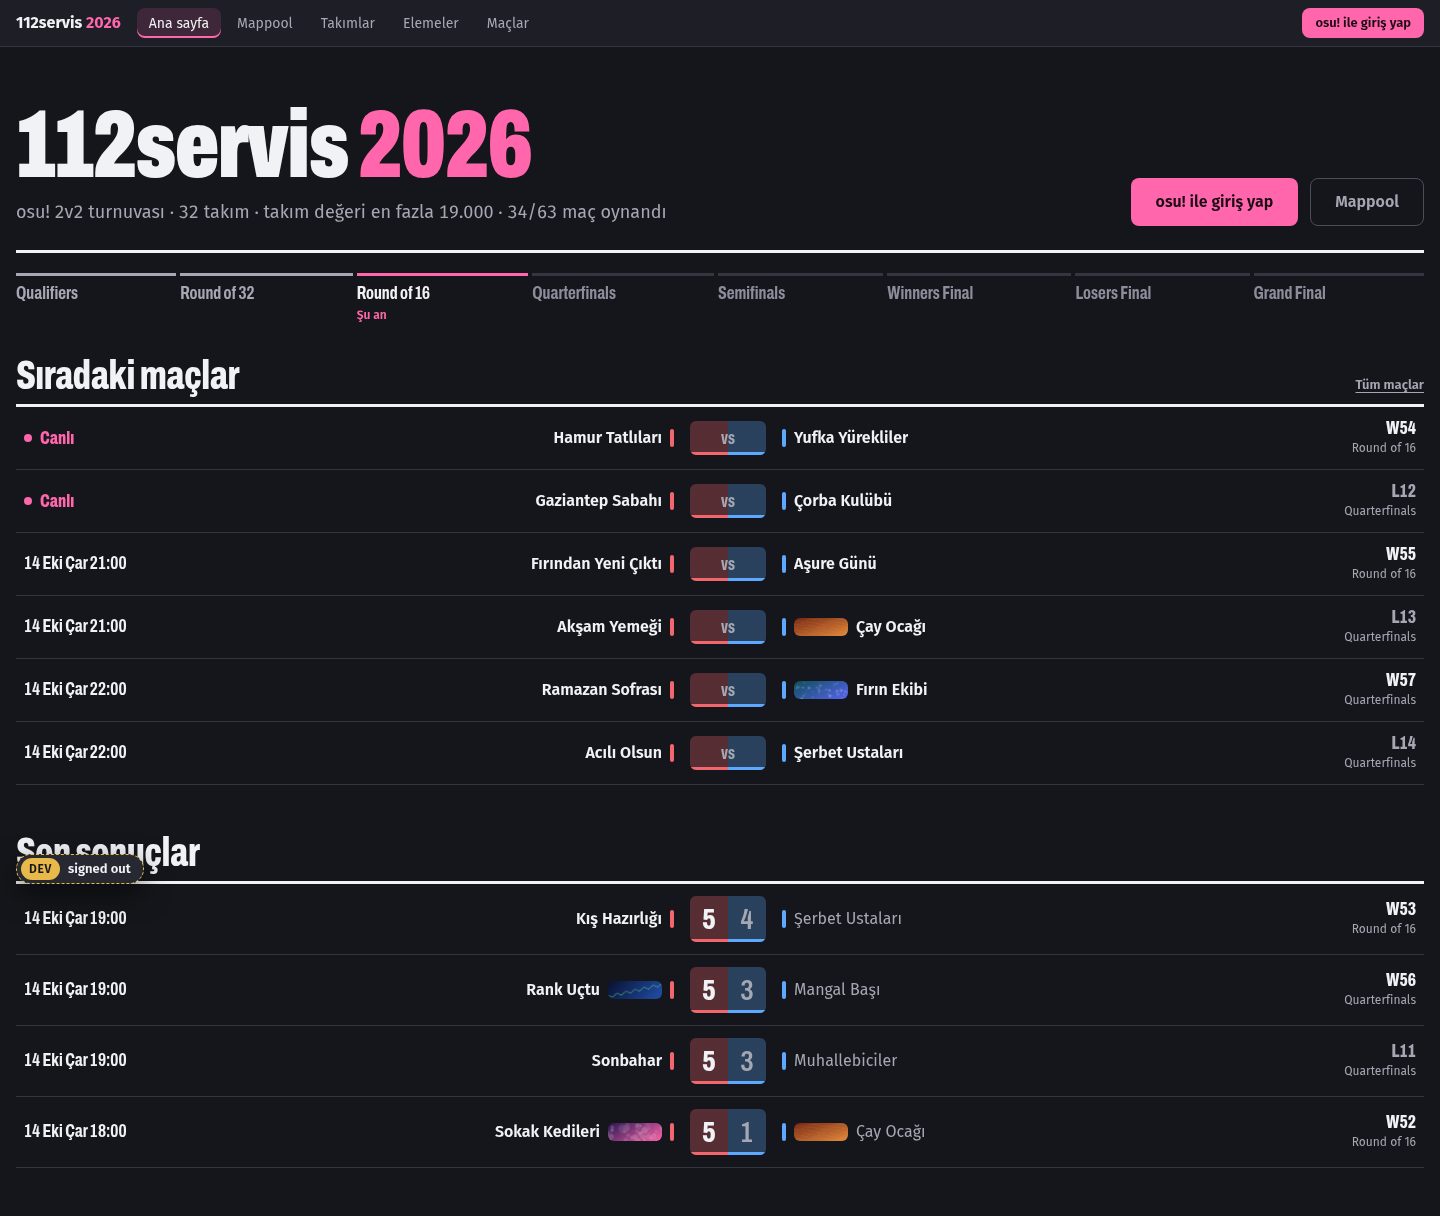 112servis 2026 Ana sayfa Mappool Takımlar Elemeler Maçlar osu! ile giriş yap
112servis 2026
osu! 2v2 turnuvası · 32 takım · takım değeri en fazla 19.000 · 34/63 maç oynandı
osu! ile giriş yap Mappool
Qualifiers Round of 32 Round of 16 Quarterfinals Semifinals Winners Final Losers Final Grand Final
Şu an
Sıradaki maçlar
Tüm maçlar
Canlı Hamur Tatlıları vs Yufka Yürekliler W54
Round of 16
Canlı Gaziantep Sabahı vs Çorba Kulübü L12
Quarterfinals
14 Eki Çar 21:00 Fırından Yeni Çıktı vs Aşure Günü W55
Round of 16
14 Eki Çar 21:00 Akşam Yemeği vs Çay Ocağı L13
Quarterfinals
14 Eki Çar 22:00 Ramazan Sofrası vs Fırın Ekibi W57
Quarterfinals
14 Eki Çar 22:00 Acılı Olsun vs Şerbet Ustaları L14
Quarterfinals
Son sonuçlar
DEV signed out
14 Eki Çar 19:00 Kış Hazırlığı 5 4 Şerbet Ustaları W53
Round of 16
14 Eki Çar 19:00 Rank Uçtu 5 3 Mangal Başı W56
Quarterfinals
14 Eki Çar 19:00 Sonbahar 5 3 Muhallebiciler L11
Quarterfinals
14 Eki Çar 18:00 Sokak Kedileri 5 1 Çay Ocağı W52
Round of 16